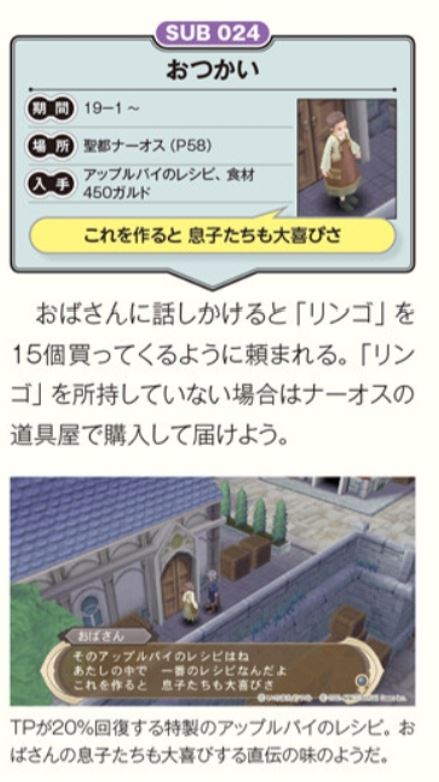 SUB 024
おつかい
期間 19−1〜
場所 聖都ナーオス（P58）
入手 アップルパイのレシピ、食材
450ガルド
これを作ると 息子たちも大喜びさ
おばさんに話しかけると「リンゴ」を
15個買ってくるように頼まれる。「リン
ゴ」を所持していない場合はナーオスの
道具屋で購入して届けよう。
おばさん
そのアップルパイのレシピはね
あたしの中で 一番のレシピなんだよ
これを作ると 息子たちも大喜びさ
TPが20%回復する特製のアップルパイのレシピ。お
ばさんの息子たちも大喜びする直伝の味のようだ。